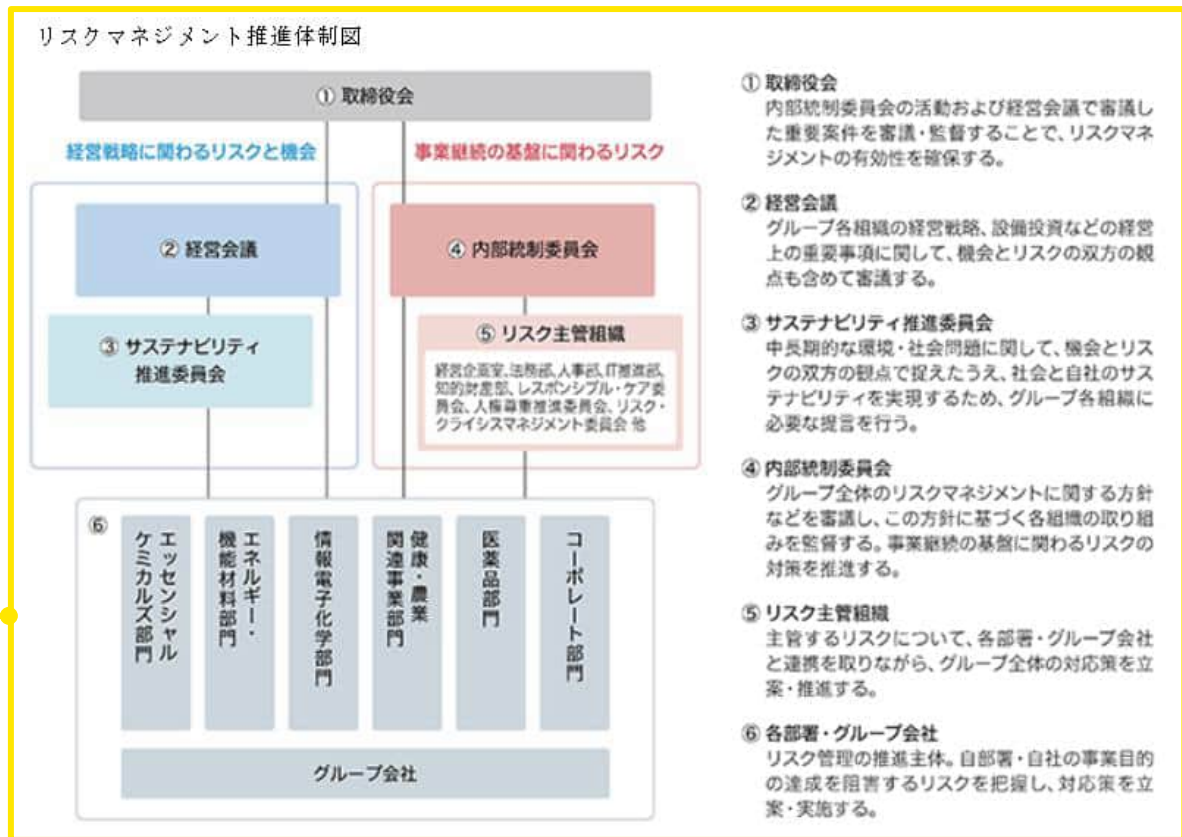 リスクマネジメント推進体制図
① 取締役会
経営戦略に関わるリスクと機会
事業継続の基盤に関わるリスク
② 経営会議
③ サステナビリティ
推進委員会
④ 内部統制委員会
⑤ リスク主管組織
経営企画室、法務部、人事部、IT推進部、
知的財産部、レスポンシブル・ケア委
員会、人権尊重推進委員会、リスク・
クライシスマネジメント委員会 他
⑥
エッセンシャル
ケミカルズ部門
エネルギー・
機能材料部門
情報電子化学部門
健康・農業
関連事業部門
医薬品部門
コーポレート部門
グループ会社
① 取締役会
内部統制委員会の活動および経営会議で審議し
た重要案件を審議・監督することで、リスクマネ
ジメントの有効性を確保する。
② 経営会議
グループ各組織の経営戦略、設備投資などの経営
上の重要事項に関して、機会とリスクの双方の観
点も含めて審議する。
③ サステナビリティ推進委員会
中長期的な環境・社会問題に関して、機会とリス
クの双方の観点で捉えたうえ、社会と自社のサス
テナビリティを実現するため、グループ各組織に
必要な提言を行う。
④ 内部統制委員会
グループ全体のリスクマネジメントに関する方針
などを審議し、この方針に基づく各組織の取り組
みを監督する。事業継続の基盤に関わるリスクの
対策を推進する。
⑤ リスク主管組織
主管するリスクについて、各部署・グループ会社
と連携を取りながら、グループ全体の対応策を立
案・推進する。
⑥ 各部署・グループ会社
リスク管理の推進主体。自部署・自社の事業目的
の達成を阻害するリスクを把握し、対応策を立
案・実施する。